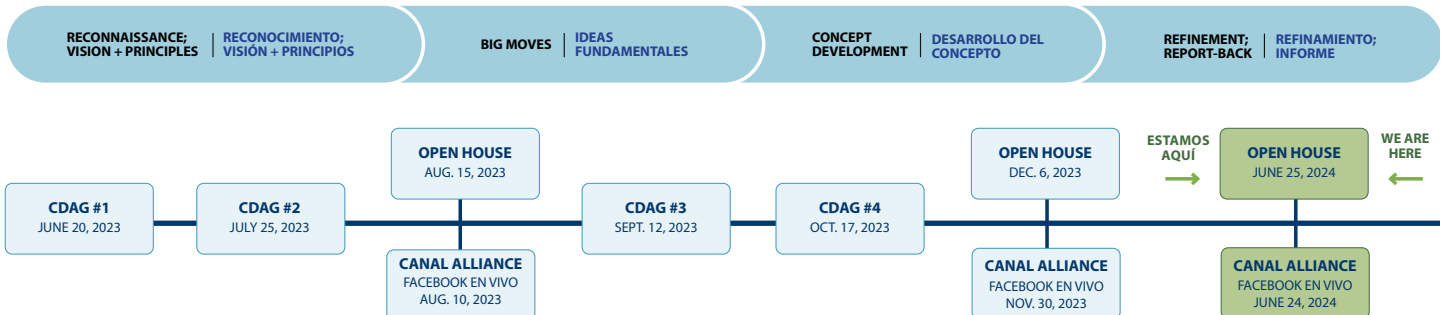 RECONNAISSANCE;
VISION + PRINCIPLES
RECONOCIMIENTO;
VISIÓN + PRINCIPIOS
BIG MOVES
IDEAS
FUNDAMENTALES
CONCEPT
DEVELOPMENT
DESARROLLO DEL
CONCEPTO
REFINEMENT;
REPORT-BACK
REFINAMIENTO;
INFORME
CDAG #1
JUNE 20, 2023
CDAG #2
JULY 25, 2023
OPEN HOUSE
AUG. 15, 2023
CANAL ALLIANCE
FACEBOOK EN VIVO
AUG. 10, 2023
CDAG #3
SEPT. 12, 2023
CDAG #4
OCT. 17, 2023
OPEN HOUSE
DEC. 6, 2023
CANAL ALLIANCE
FACEBOOK EN VIVO
NOV. 30, 2023
ESTAMOS
AQUÍ
OPEN HOUSE
JUNE 25, 2024
WE ARE
HERE
CANAL ALLIANCE
FACEBOOK EN VIVO
JUNE 24, 2024